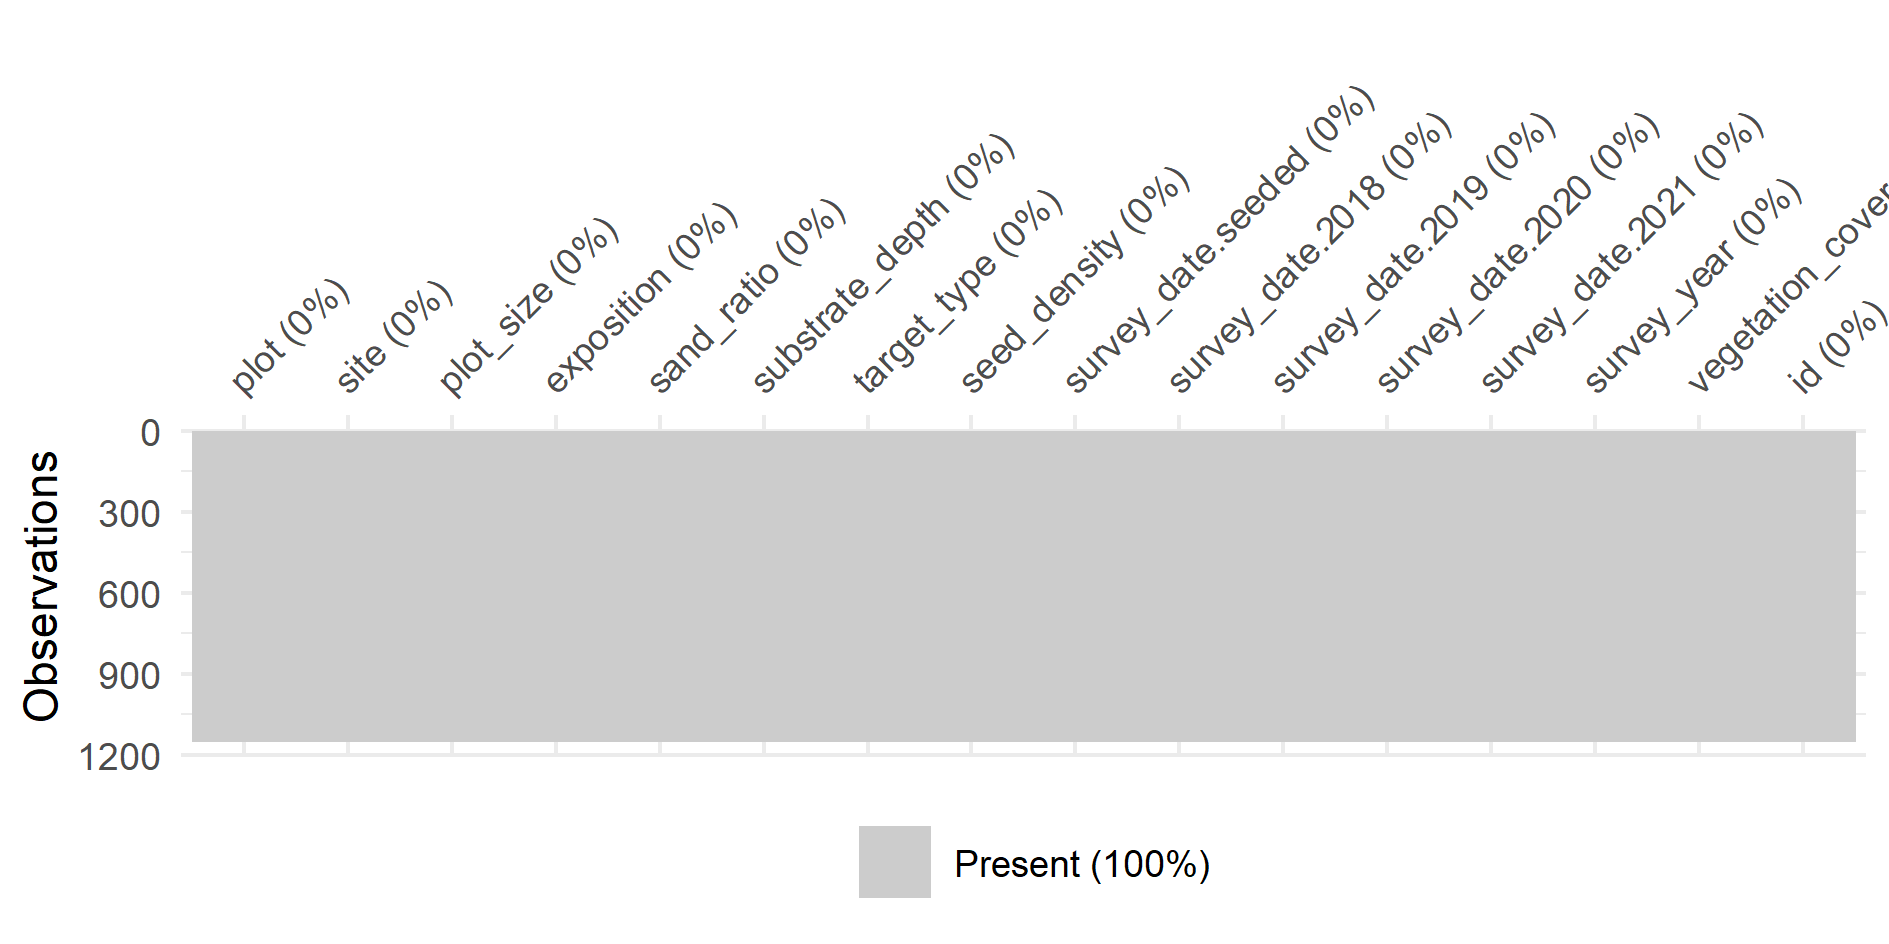 plot (0%)
site (0%)
plot_size (0%)
exposition (0%)
sand_ratio (0%)
substrate_depth (0%)
target_type (0%)
seed_density (0%)
survey_date.seeded (0%)
survey_date.2018 (0%)
survey_date.2019 (0%)
survey_date.2020 (0%)
survey_date.2021 (0%)
survey_year (0%)
vegetation_cover
id (0%)
Observations
0
300
600
900
1200
Present (100%)